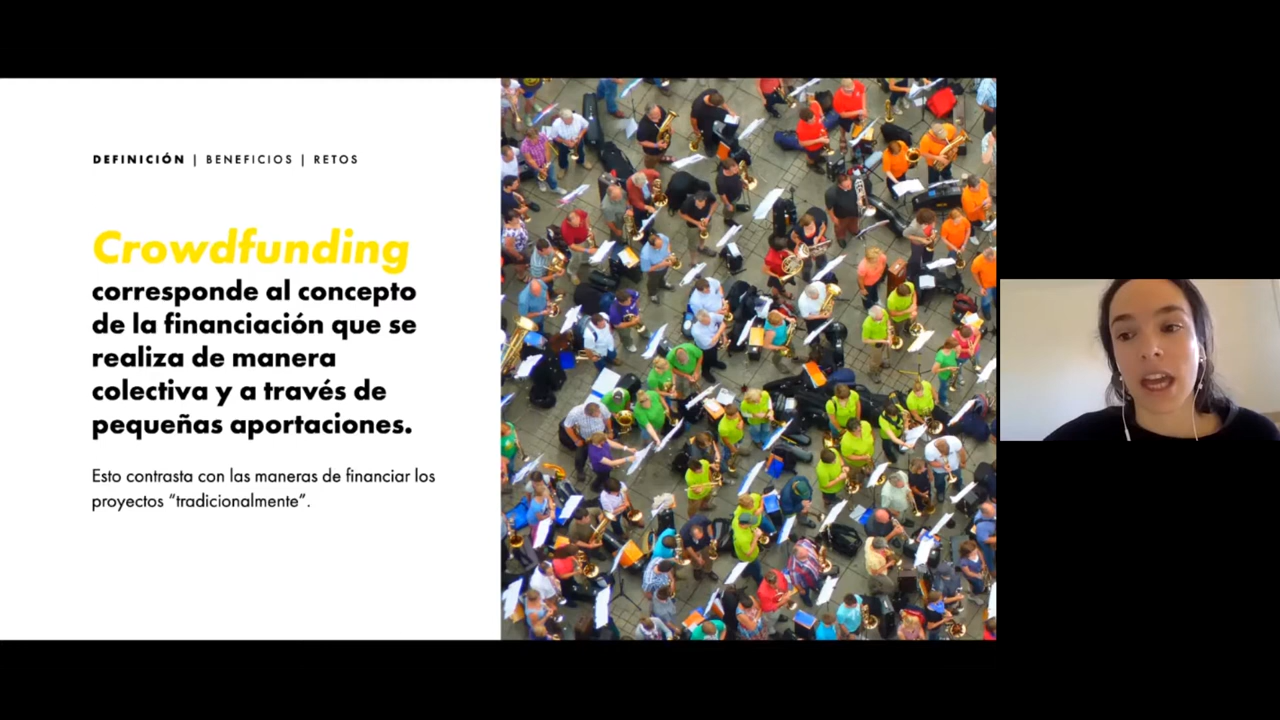 DEFINICIÓN | BENEFICIOS | RETOS
Crowdfunding
corresponde al concepto
de la financiación que se
realiza de manera
colectiva y a través de
pequeñas aportaciones.
Esto contrasta con las maneras de financiar los
proyectos “tradicionalmente”.